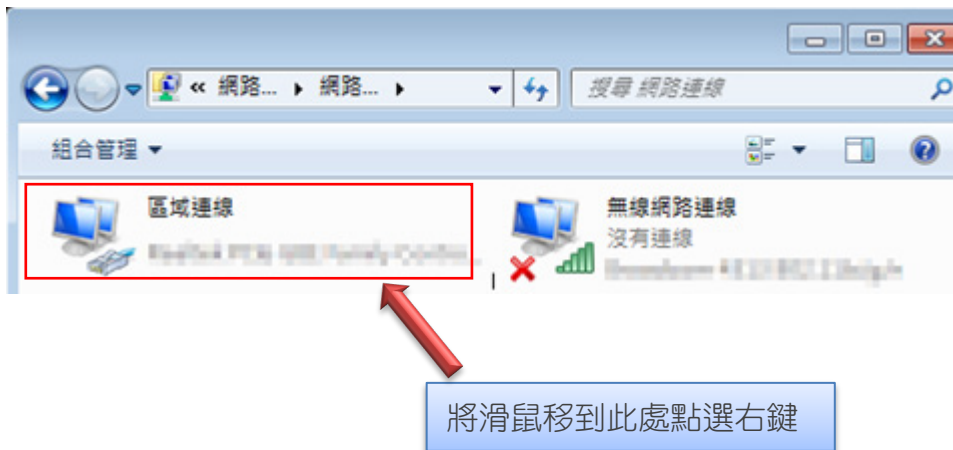 « 網路... ▸ 網路... ▸
搜尋 網路連線
組合管理
區域連線
無線網路連線
沒有連線
將滑鼠移到此處點選右鍵